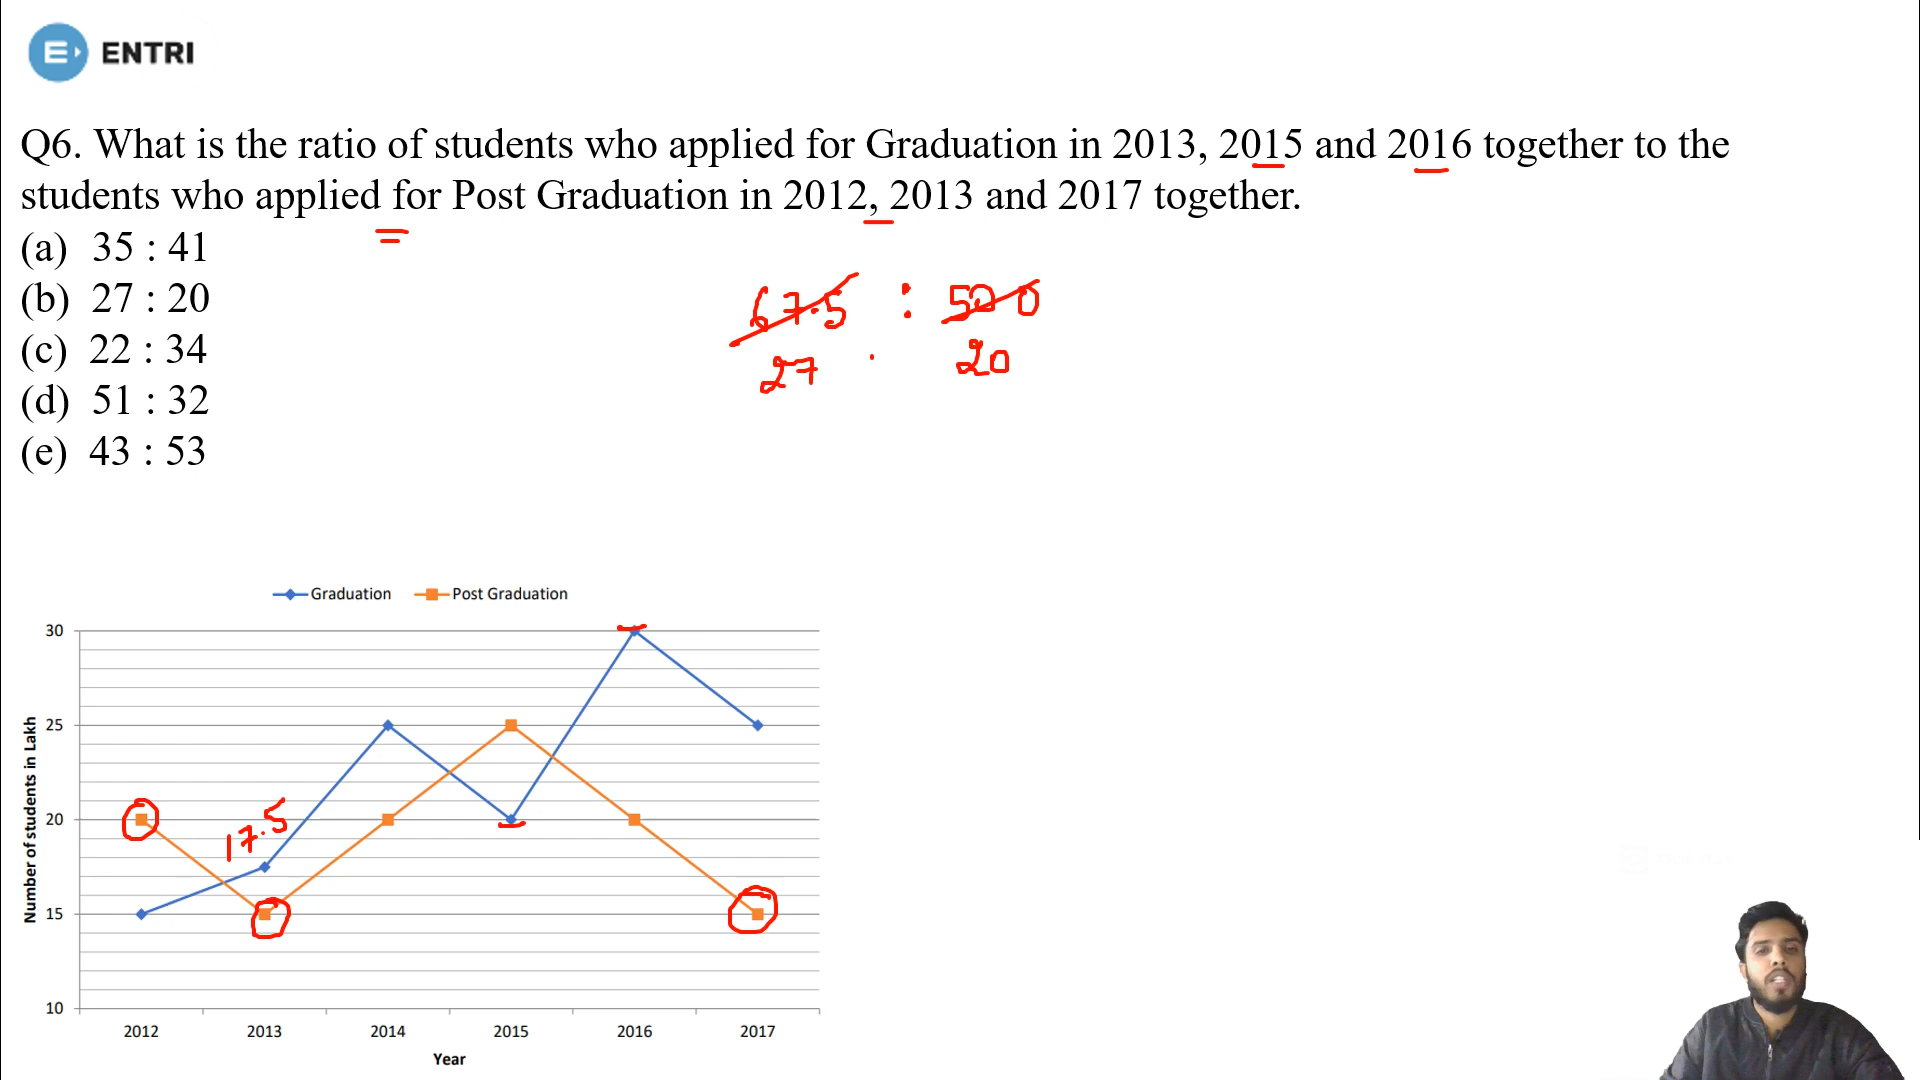 ENTRI
Q6. What is the ratio of students who applied for Graduation in 2013, 2015 and 2016 together to the
students who applied for Post Graduation in 2012, 2013 and 2017 together.
(a) 35 : 41
(b) 27 : 20
(c) 22 : 34
(d) 51 : 32
(e) 43 : 53
67.5 : 50 0
27 . 20
Graduation Post Graduation
30
25
20
17.5
15
10
Number of students in Lakh
2012 2013 2014 2015 2016 2017
Year